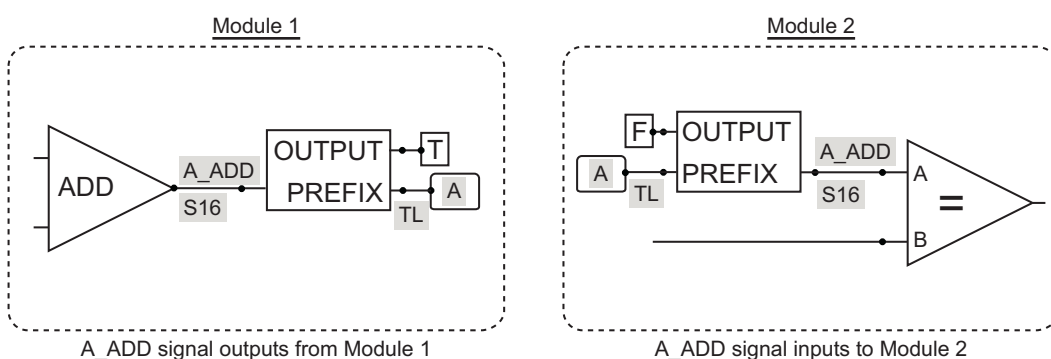 Module 1
ADD
A_ADD
S16
OUTPUT
PREFIX
T
TL
A
A_ADD signal outputs from Module 1
Module 2
F
A
TL
OUTPUT
PREFIX
A_ADD
S16
A
=
B
A_ADD signal inputs to Module 2